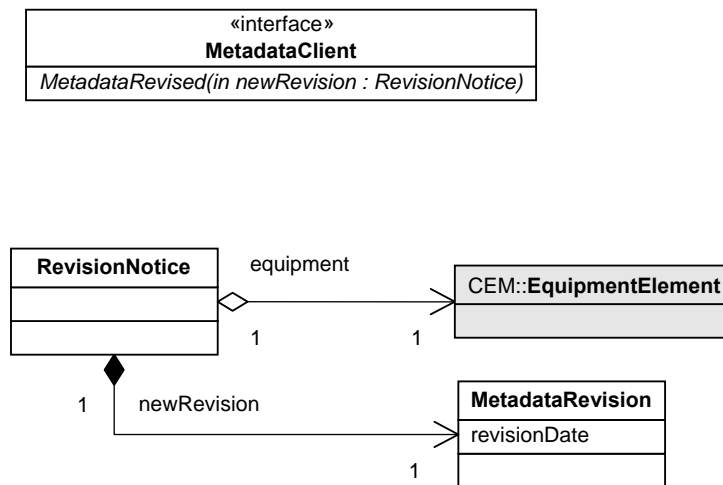 «interface»
MetadataClient
MetadataRevised(in newRevision : RevisionNotice)
RevisionNotice
equipment
CEM::EquipmentElement
1
1
1
newRevision
MetadataRevision
revisionDate
1